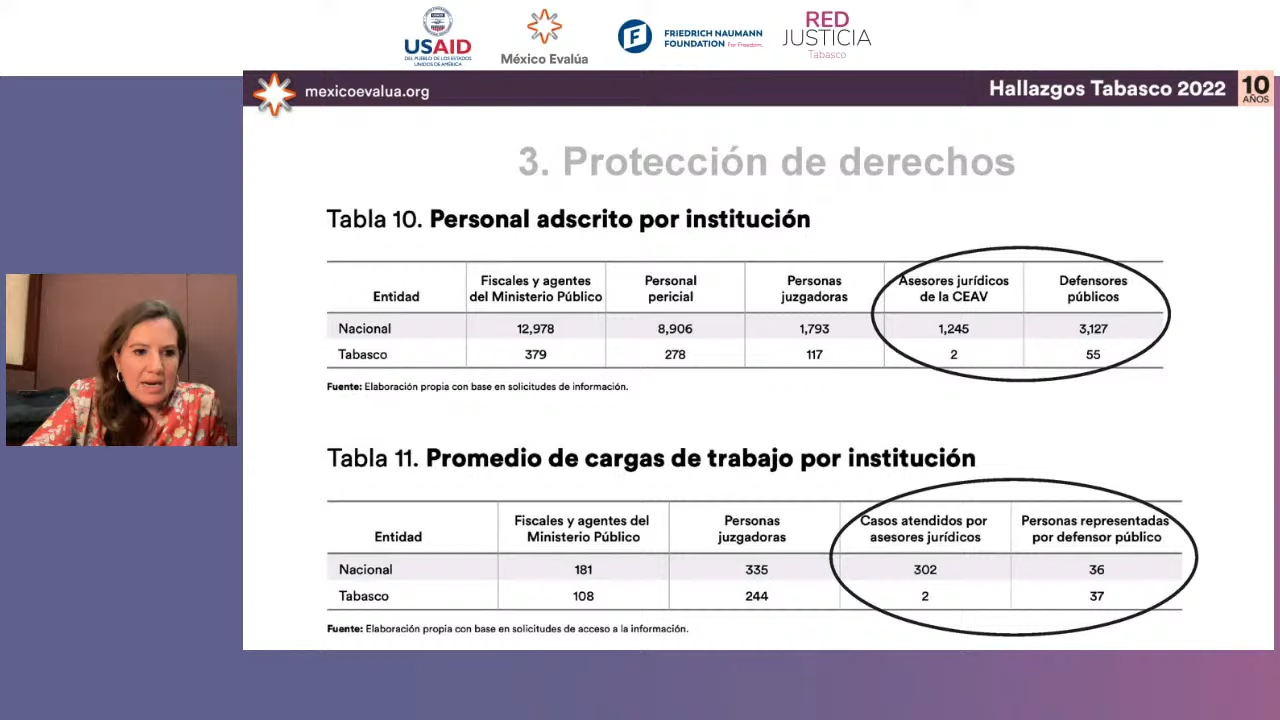 USAID
DEL PUEBLO DE LOS ESTADOS
UNIDOS DE AMÉRICA
México Evalúa
F
FRIEDRICH NAUMANN
FOUNDATION For Freedom.
RED
JUSTICIA
Tabasco
mexicoevalua.org
Hallazgos Tabasco 2022
10
AÑOS
3. Protección de derechos
Tabla 10. Personal adscrito por institución
Entidad Fiscales y agentes del Ministerio Público Personal pericial Personas juzgadoras Asesores jurídicos de la CEAV Defensores públicos
Nacional 12,978 8,906 1,793 1,245 3,127
Tabasco 379 278 117 2 55
Fuente: Elaboración propia con base en solicitudes de información.
Tabla 11. Promedio de cargas de trabajo por institución
Entidad Fiscales y agentes del Ministerio Público Personas juzgadoras Casos atendidos por asesores jurídicos Personas representadas por defensor público
Nacional 181 335 302 36
Tabasco 108 244 2 37
Fuente: Elaboración propia con base en solicitudes de acceso a la información.